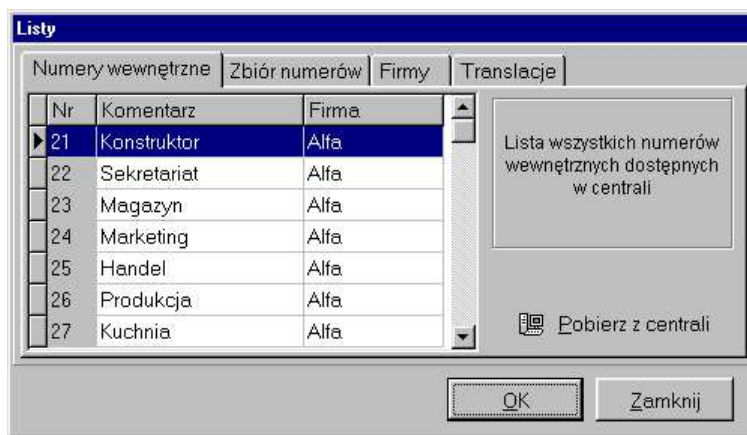 Listy
Numery wewnętrzne Zbiór numerów Firmy Translacje
Nr Komentarz Firma
21 Konstruktor Alfa
22 Sekretariat Alfa
23 Magazyn Alfa
24 Marketing Alfa
25 Handel Alfa
26 Produkcja Alfa
27 Kuchnia Alfa
Lista wszystkich numerów
wewnętrznych dostępnych
w centrali
Pobierz z centrali
OK Zamknij